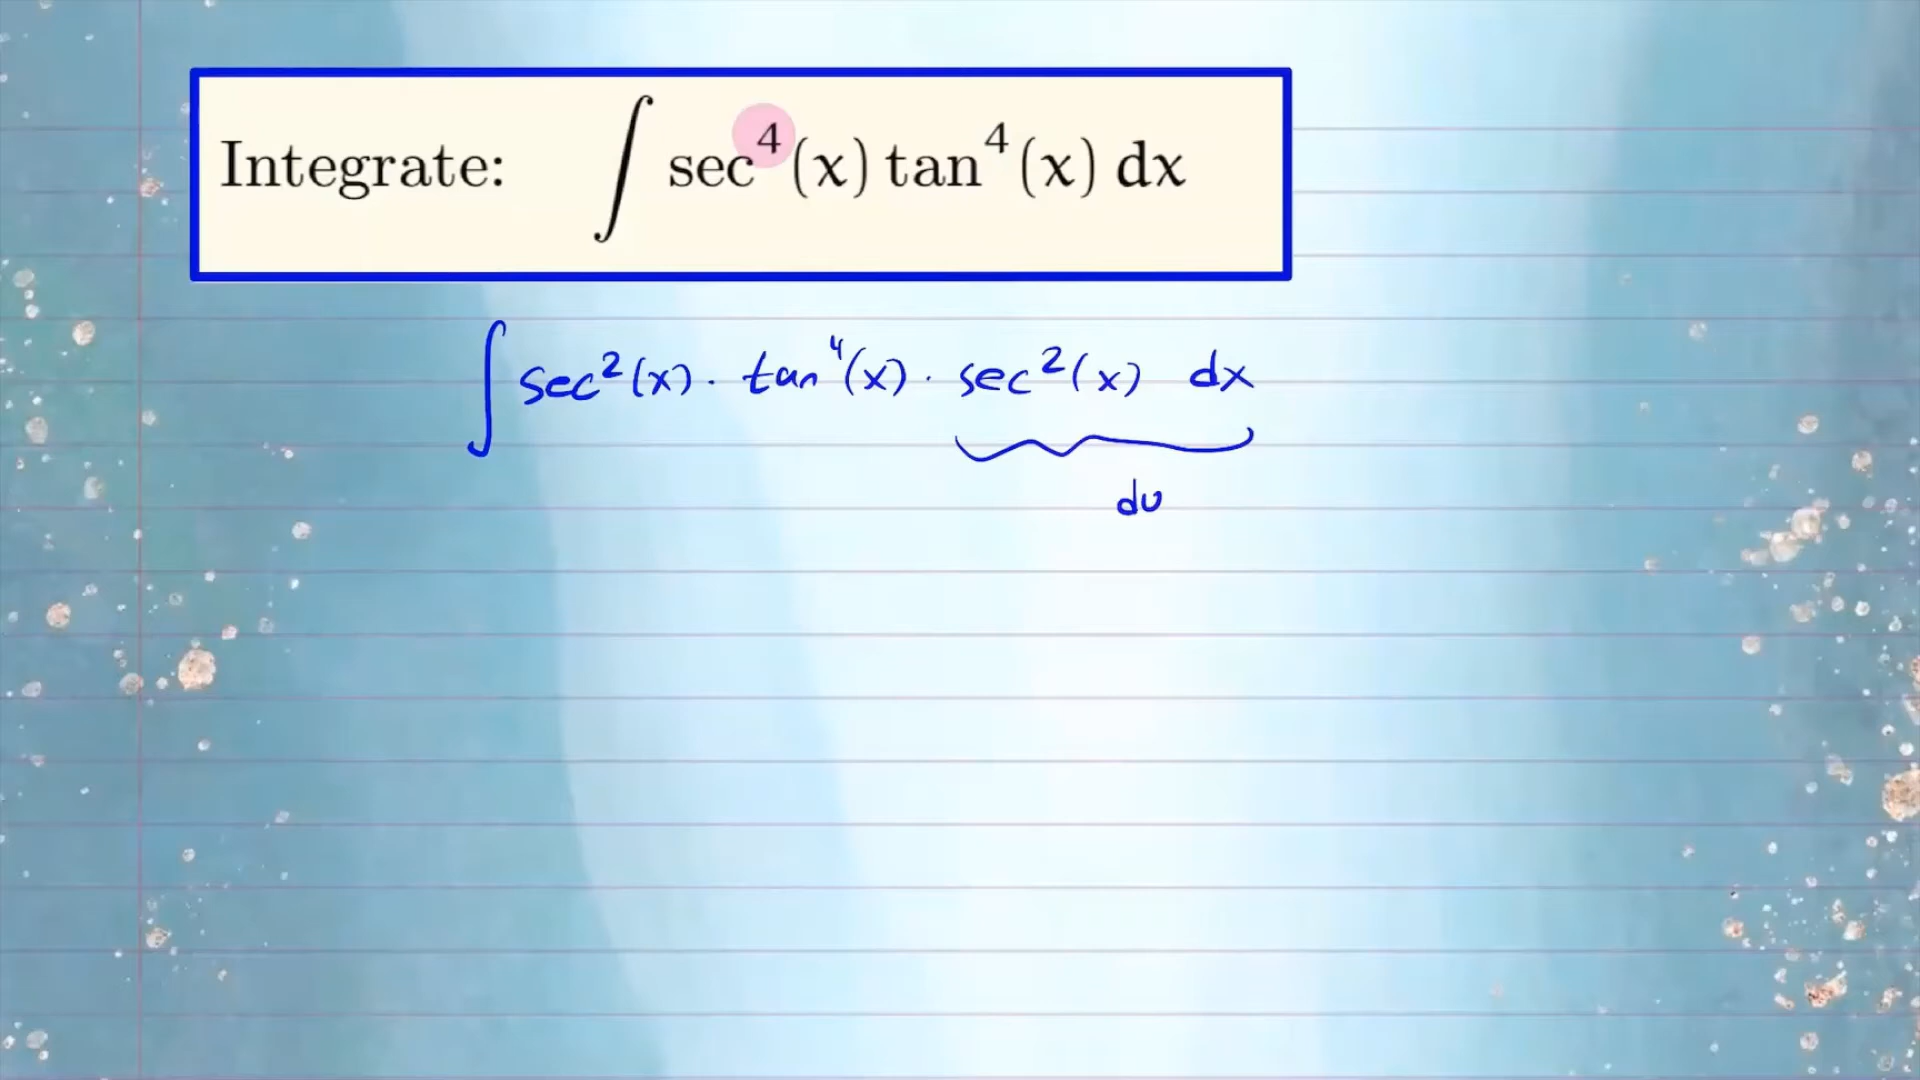 Integrate: ∫ sec⁴(x) tan⁴(x) dx
∫ sec²(x) · tan⁴(x) · sec²(x) dx
du